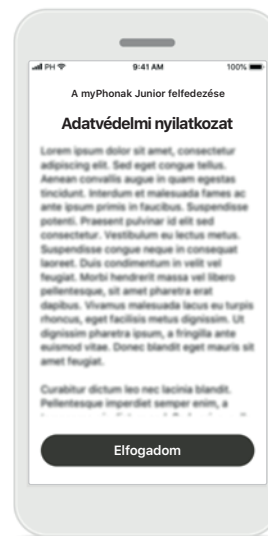 PH 9:41 AM 100%
A myPhonak Junior felfedezése
Adatvédelmi nyilatkozat
Lorem ipsum dolor sit amet, consectetur
adipiscing elit. Sed eget congue tellus.
Aenean convallis augue in quam egestas
tincidunt. Interdum et malesuada fames ac
ante ipsum primis in faucibus. Suspendisse
potenti. Praesent pulvinar id elit sed
consectetur. Vestibulum eu lectus metus.
Suspendisse congue neque in consequat
laoreet. Duis condimentum in velit vel
feugiat. Morbi hendrerit massa vel libero
pellentesque, sit amet pharetra erat
dapibus. Vivamus malesuada lacus eu turpis
rhoncus, eget facilisis metus dignissim. Ut
dignissim pharetra ipsum, a fringilla ante
euismod vitae. Donec blandit eget mauris sit
amet feugiat.
Curabitur dictum leo nec lacinia blandit.
Pellentesque imperdiet semper enim, a
Elfogadom